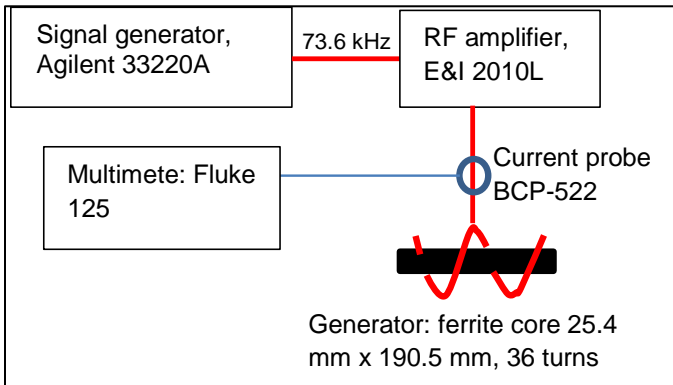 Signal generator,
Agilent 33220A
73.6 kHz
RF amplifier,
E&I 2010L
Multimete: Fluke
125
Current probe
BCP-522
Generator: ferrite core 25.4
mm x 190.5 mm, 36 turns